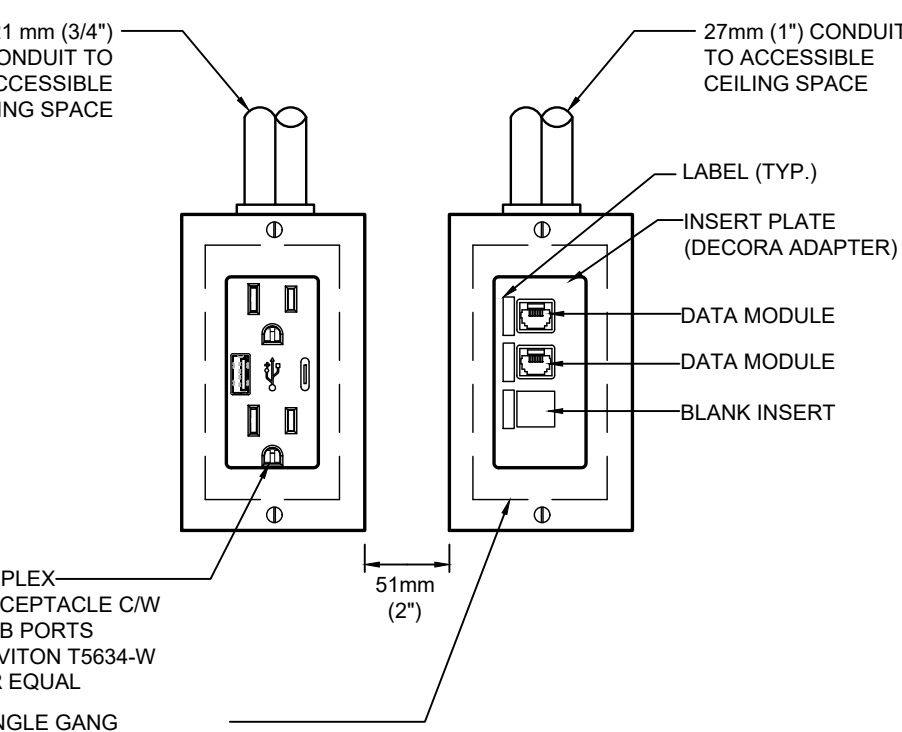 21 mm (3/4")
CONDUIT TO
ACCESSIBLE
ING SPACE
27mm (1") CONDUIT
TO ACCESSIBLE
CEILING SPACE
LABEL (TYP.)
INSERT PLATE
(DECORA ADAPTER)
DATA MODULE
DATA MODULE
BLANK INSERT
51mm
(2")
PLEX
CEPTACLE C/W
B PORTS
VITON T5634-W
R EQUAL
NGLE GANG